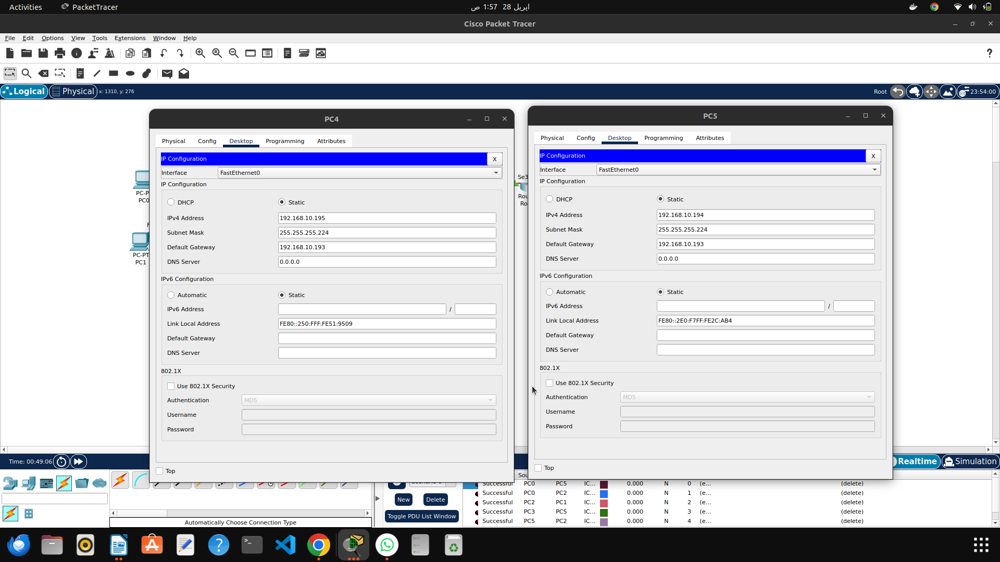 Activities PacketTracer اپریل 28 1:57 ص
Cisco Packet Tracer
File Edit Options View Tools Extensions Window Help
?
Logical Physical x: 1310, y: 276 Root 23:54:00
PC4
Physical Config Desktop Programming Attributes
IP Configuration X
Interface FastEthernet0
IP Configuration
DHCP Static
IPv4 Address 192.168.10.195
Subnet Mask 255.255.255.224
Default Gateway 192.168.10.193
DNS Server 0.0.0.0
IPv6 Configuration
Automatic Static
IPv6 Address /
Link Local Address FE80::250:FFF:FE51:9509
Default Gateway
DNS Server
802.1X
Use 802.1X Security
Authentication MD5
Username
Password
Top
PC5
Physical Config Desktop Programming Attributes
IP Configuration X
Interface FastEthernet0
IP Configuration
DHCP Static
IPv4 Address 192.168.10.194
Subnet Mask 255.255.255.224
Default Gateway 192.168.10.193
DNS Server 0.0.0.0
IPv6 Configuration
Automatic Static
IPv6 Address /
Link Local Address FE80::2E0:F7FF:FE2C:AB4
Default Gateway
DNS Server
802.1X
Use 802.1X Security
Authentication MD5
Username
Password
Top
PC-P
PC0
PC-PT
PC1
Se3
Rou
Ro
Time: 00:49:06 Realtime Simulation
Sou
Successful PC0 PC5 IC... 0.000 N 0 (e... (delete)
Successful PC0 PC2 IC... 0.000 N 1 (e... (delete)
Successful PC2 PC1 IC... 0.000 N 2 (e... (delete)
Successful PC3 PC5 IC... 0.000 N 3 (e... (delete)
Successful PC5 PC2 IC... 0.000 N 4 (e... (delete)
New Delete
Toggle PDU List Window
Automatically Choose Connection Type